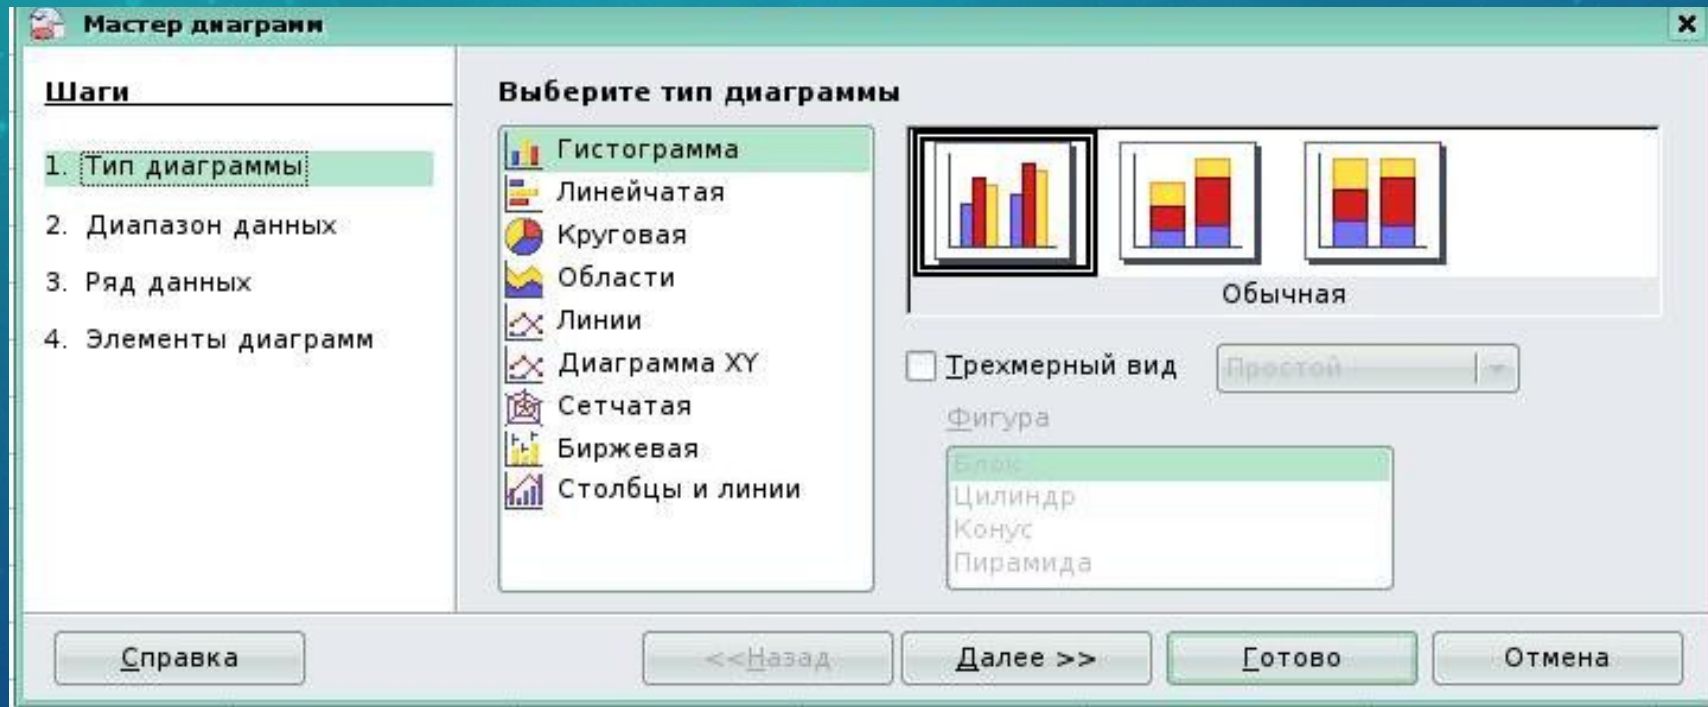 Мастер диаграмм
Шаги
1. Тип диаграммы
2. Диапазон данных
3. Ряд данных
4. Элементы диаграмм
Выберите тип диаграммы
Гистограмма
Линейчатая
Круговая
Области
Линии
Диаграмма XY
Сетчатая
Биржевая
Столбцы и линии
Обычная
Трехмерный вид
Простой
Фигура
Блок
Цилиндр
Конус
Пирамида
Справка
<<Назад
Далее >>
Готово
Отмена